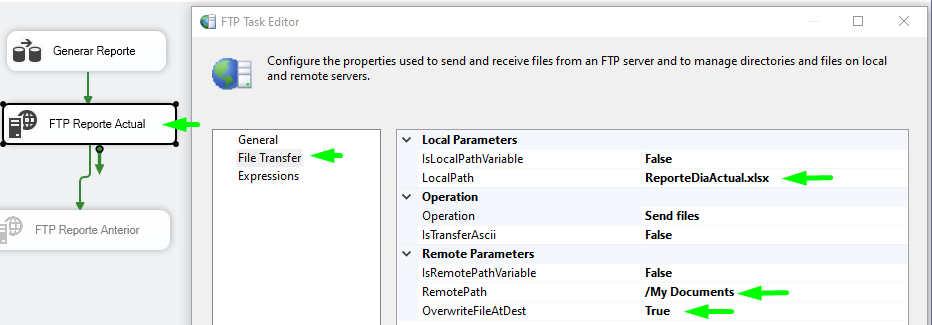 Generar Reporte
FTP Reporte Actual
FTP Reporte Anterior
FTP Task Editor
Configure the properties used to send and receive files from an FTP server and to manage directories and files on local
and remote servers.
General
File Transfer
Expressions
Local Parameters
IsLocalPathVariable False
LocalPath ReporteDiaActual.xlsx
Operation
Operation Send files
IsTransferAscii False
Remote Parameters
IsRemotePathVariable False
RemotePath /My Documents
OverwriteFileAtDest True